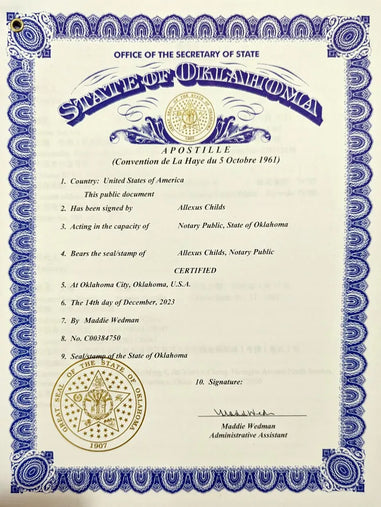 OFFICE OF THE SECRETARY OF STATE
STATE OF OKLAHOMA
APOSTILLE
(Convention de La Haye du 5 Octobre 1961)
1. Country: United States of America
This public document
2. Has been signed by Allexus Childs
3. Acting in the capacity of Notary Public, State of Oklahoma
4. Bears the seal/stamp of Allexus Childs, Notary Public
CERTIFIED
5. At Oklahoma City, Oklahoma, U.S.A.
6. The 14th day of December, 2023
7. By Maddie Wedman
8. No. C00384750
9. Seal/stamp of the State of Oklahoma
GREAT SEAL OF THE STATE OF OKLAHOMA
1907
10. Signature:
Maddie Wedman
Administrative Assistant